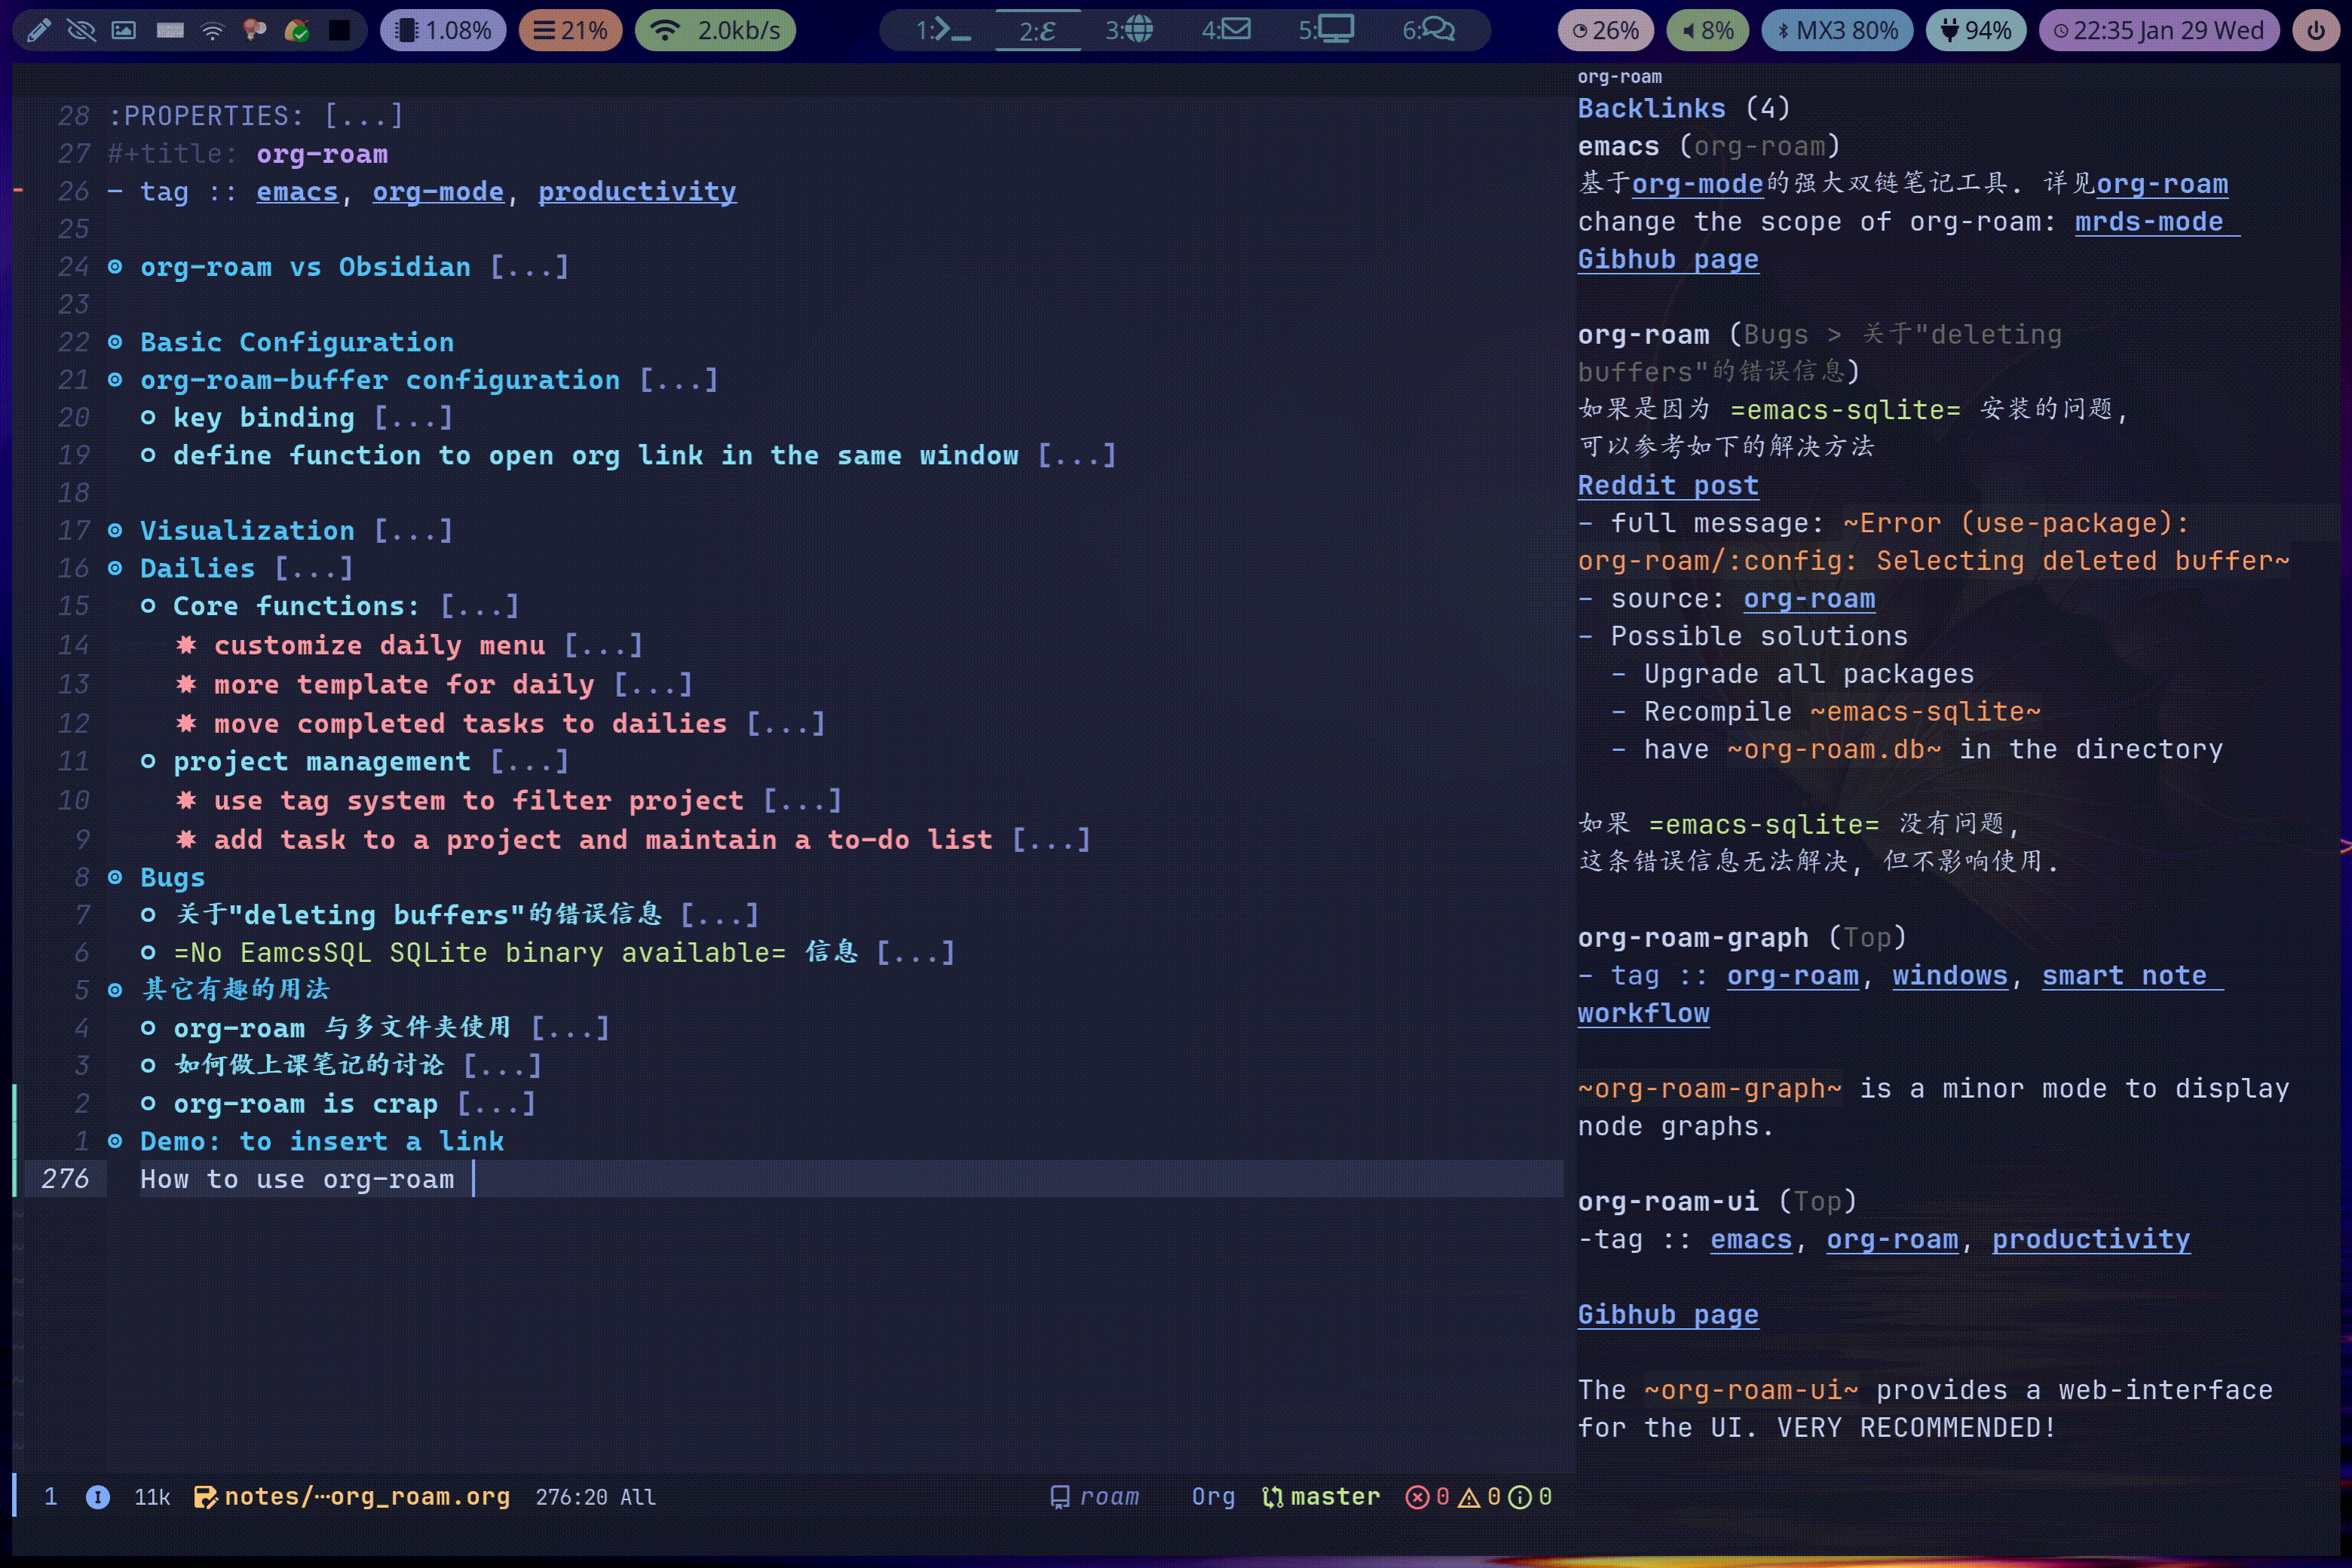 1.08% 21% 2.0kb/s 1: 2:ε 3: 4: 5: 6: 26% 8% MX3 80% 94% 22:35 Jan 29 Wed
28 :PROPERTIES: [...]
27 #+title: org-roam
26 - tag :: emacs, org-mode, productivity
25
24 org-roam vs Obsidian [...]
23
22 Basic Configuration
21 org-roam-buffer configuration [...]
20 key binding [...]
19 define function to open org link in the same window [...]
18
17 Visualization [...]
16 Dailies [...]
15 Core functions: [...]
14 customize daily menu [...]
13 more template for daily [...]
12 move completed tasks to dailies [...]
11 project management [...]
10 use tag system to filter project [...]
9 add task to a project and maintain a to-do list [...]
8 Bugs
7 关于"deleting buffers"的错误信息 [...]
6 =No EamcsSQL SQLite binary available= 信息 [...]
5 其它有趣的用法
4 org-roam 与多文件夹使用 [...]
3 如何做上课笔记的讨论 [...]
2 org-roam is crap [...]
1 Demo: to insert a link
276 How to use org-roam
~
~
~
~
~
~
~
~
1 I 11k notes/…org_roam.org 276:20 All roam Org master 0 0 0
org-roam
Backlinks (4)
emacs (org-roam)
基于org-mode的强大双链笔记工具. 详见org-roam
change the scope of org-roam: mrds-mode
Gibhub page
org-roam (Bugs > 关于"deleting
buffers"的错误信息)
如果是因为 =emacs-sqlite= 安装的问题,
可以参考如下的解决方法
Reddit post
- full message: ~Error (use-package):
org-roam/:config: Selecting deleted buffer~
- source: org-roam
- Possible solutions
- Upgrade all packages
- Recompile ~emacs-sqlite~
- have ~org-roam.db~ in the directory
如果 =emacs-sqlite= 没有问题,
这条错误信息无法解决, 但不影响使用.
org-roam-graph (Top)
- tag :: org-roam, windows, smart note
workflow
~org-roam-graph~ is a minor mode to display
node graphs.
org-roam-ui (Top)
-tag :: emacs, org-roam, productivity
Gibhub page
The ~org-roam-ui~ provides a web-interface
for the UI. VERY RECOMMENDED!